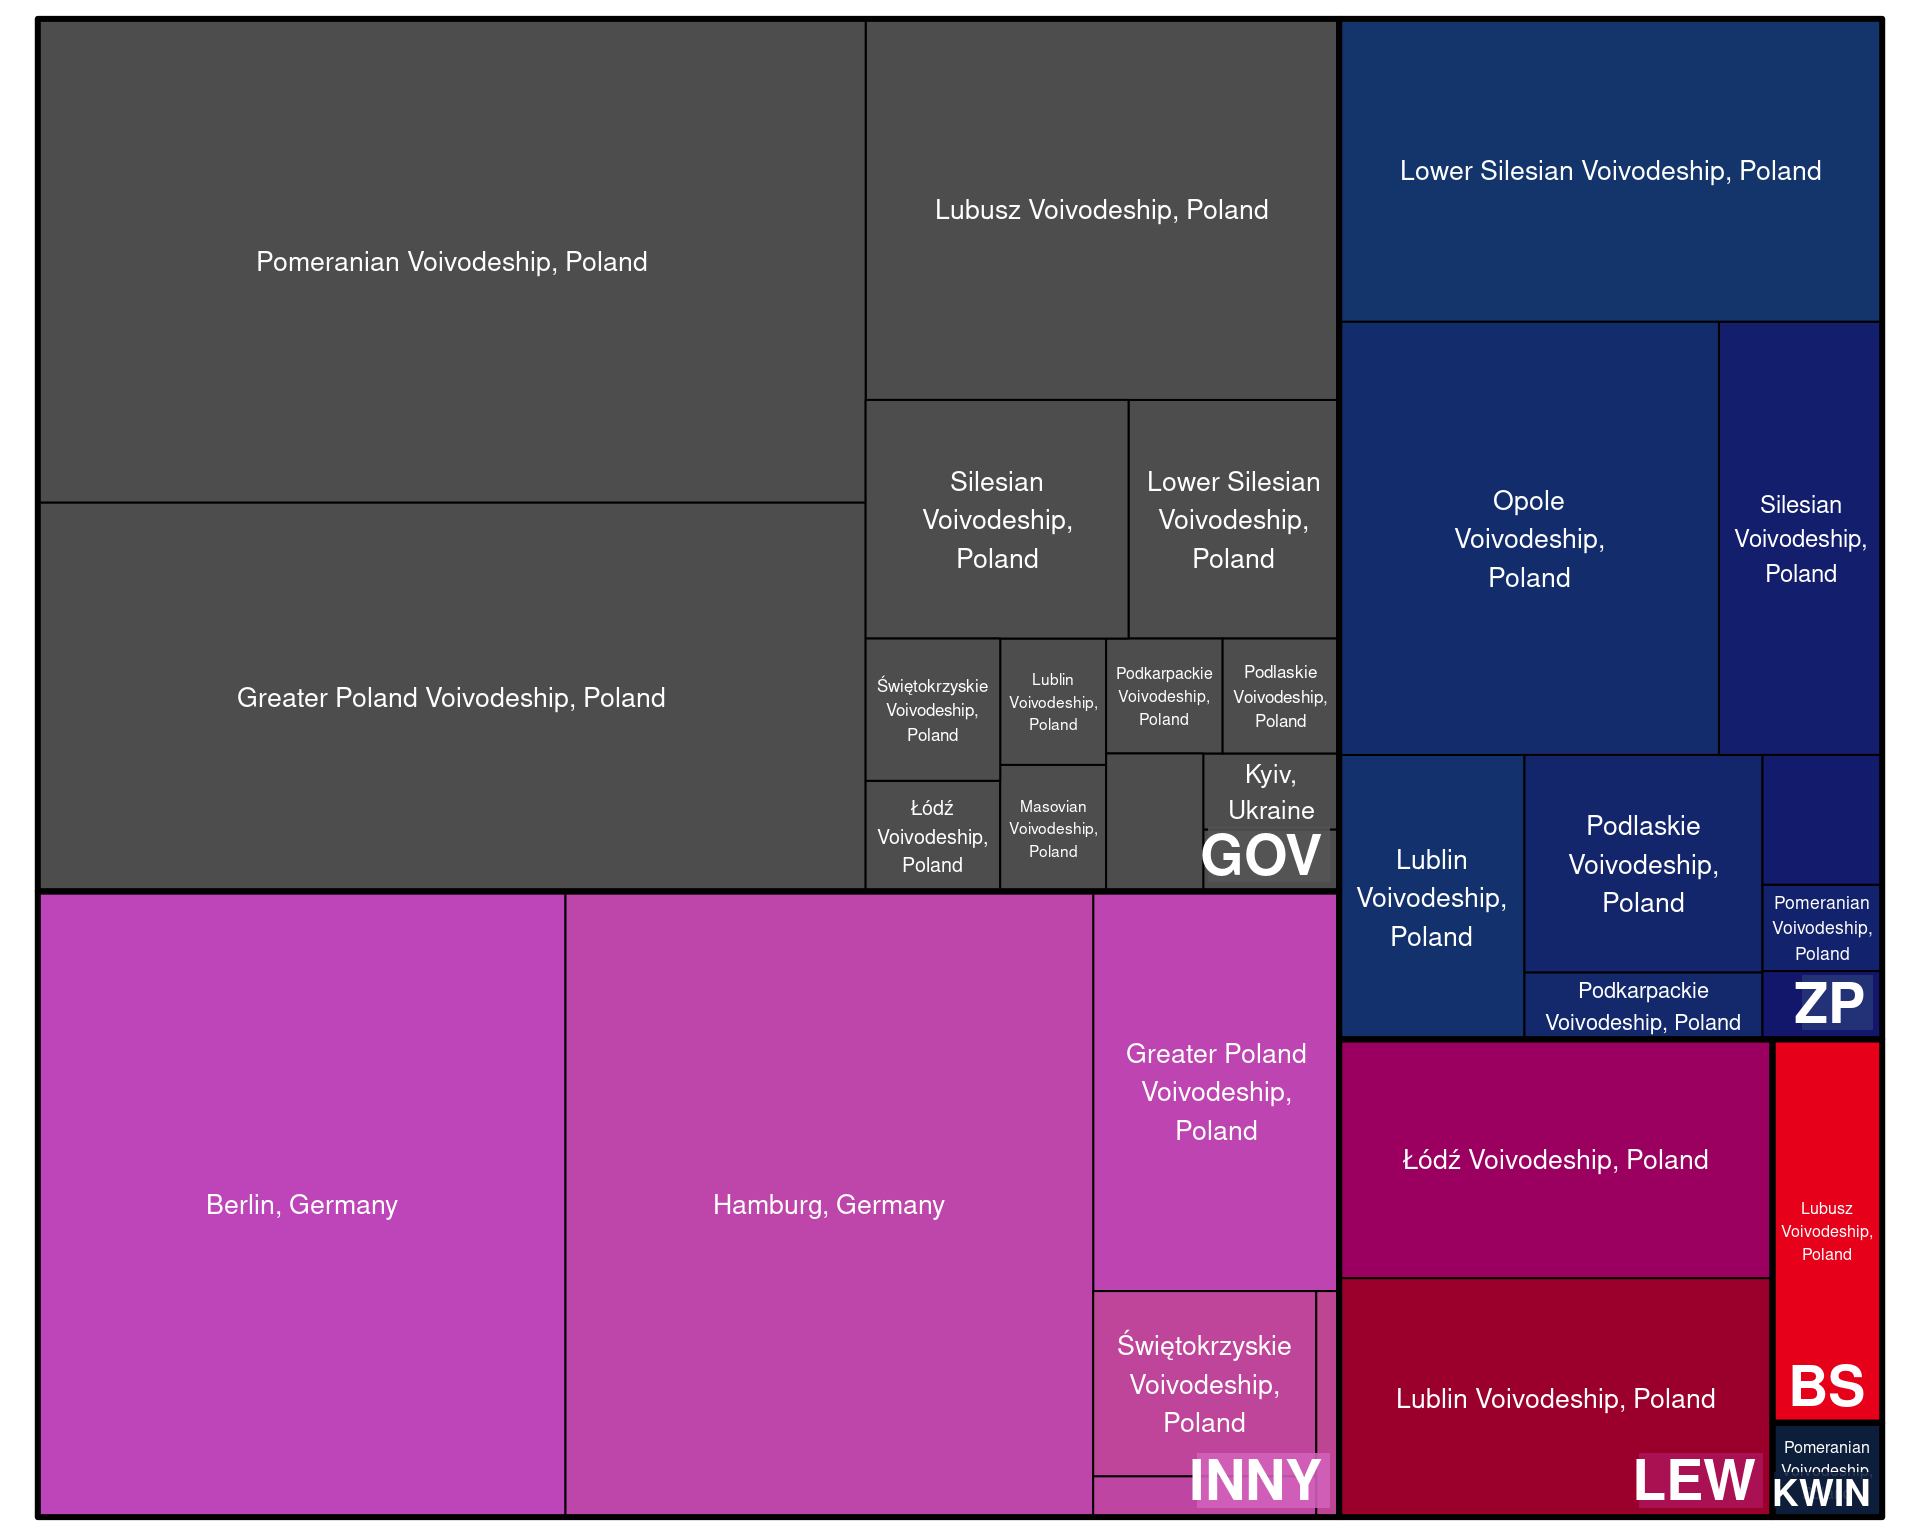 Pomeranian Voivodeship, Poland
Greater Poland Voivodeship, Poland
Lubusz Voivodeship, Poland
Silesian
Voivodeship,
Poland
Lower Silesian
Voivodeship,
Poland
Świętokrzyskie
Voivodeship,
Poland
Łódź
Voivodeship,
Poland
Lublin
Voivodeship,
Poland
Masovian
Voivodeship,
Poland
Podkarpackie
Voivodeship,
Poland
Podlaskie
Voivodeship,
Poland
Kyiv,
Ukraine
GOV
Berlin, Germany
Hamburg, Germany
Greater Poland
Voivodeship,
Poland
Świętokrzyskie
Voivodeship,
Poland
INNY
Lower Silesian Voivodeship, Poland
Opole
Voivodeship,
Poland
Silesian
Voivodeship,
Poland
Lublin
Voivodeship,
Poland
Podlaskie
Voivodeship,
Poland
Podkarpackie
Voivodeship, Poland
Pomeranian
Voivodeship,
Poland
ZP
Łódź Voivodeship, Poland
Lublin Voivodeship, Poland
LEW
Lubusz
Voivodeship,
Poland
BS
Pomeranian
Voivodeship,
KWIN